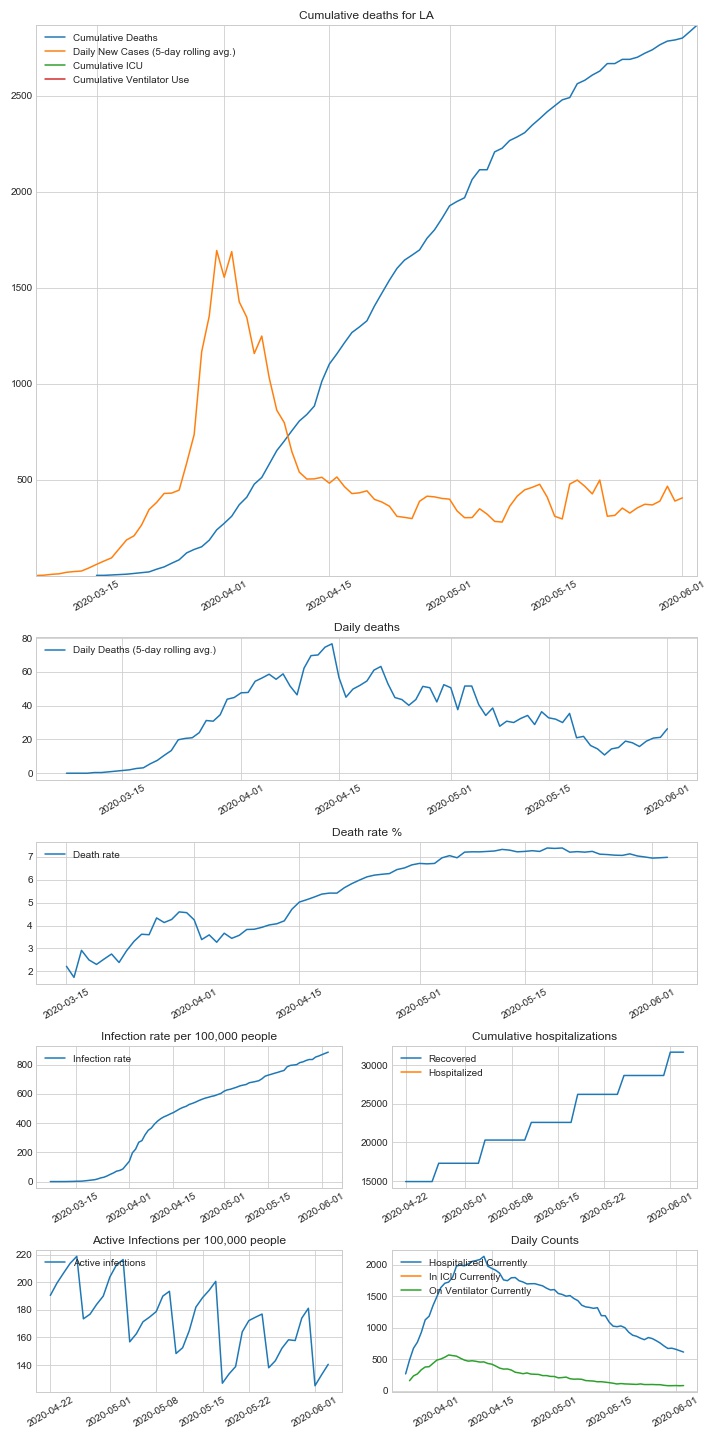 Cumulative deaths for LA
Cumulative Deaths
Daily New Cases (5-day rolling avg.)
Cumulative ICU
Cumulative Ventilator Use
2500
2000
1500
1000
500
2020-03-15 2020-04-01 2020-04-15 2020-05-01 2020-05-15 2020-06-01
Daily deaths
Daily Deaths (5-day rolling avg.)
80
60
40
20
0
2020-03-15 2020-04-01 2020-04-15 2020-05-01 2020-05-15 2020-06-01
Death rate %
Death rate
7
6
5
4
3
2
2020-03-15 2020-04-01 2020-04-15 2020-05-01 2020-05-15 2020-06-01
Infection rate per 100,000 people
Infection rate
800
600
400
200
0
2020-03-15 2020-04-01 2020-04-15 2020-05-01 2020-05-15 2020-06-01
Cumulative hospitalizations
Recovered
Hospitalized
30000
25000
20000
15000
2020-04-22 2020-05-01 2020-05-08 2020-05-15 2020-05-22 2020-06-01
Active Infections per 100,000 people
Active infections
220
200
180
160
140
2020-04-22 2020-05-01 2020-05-08 2020-05-15 2020-05-22 2020-06-01
Daily Counts
Hospitalized Currently
In ICU Currently
On Ventilator Currently
2000
1500
1000
500
0
2020-04-01 2020-04-15 2020-05-01 2020-05-15 2020-06-01